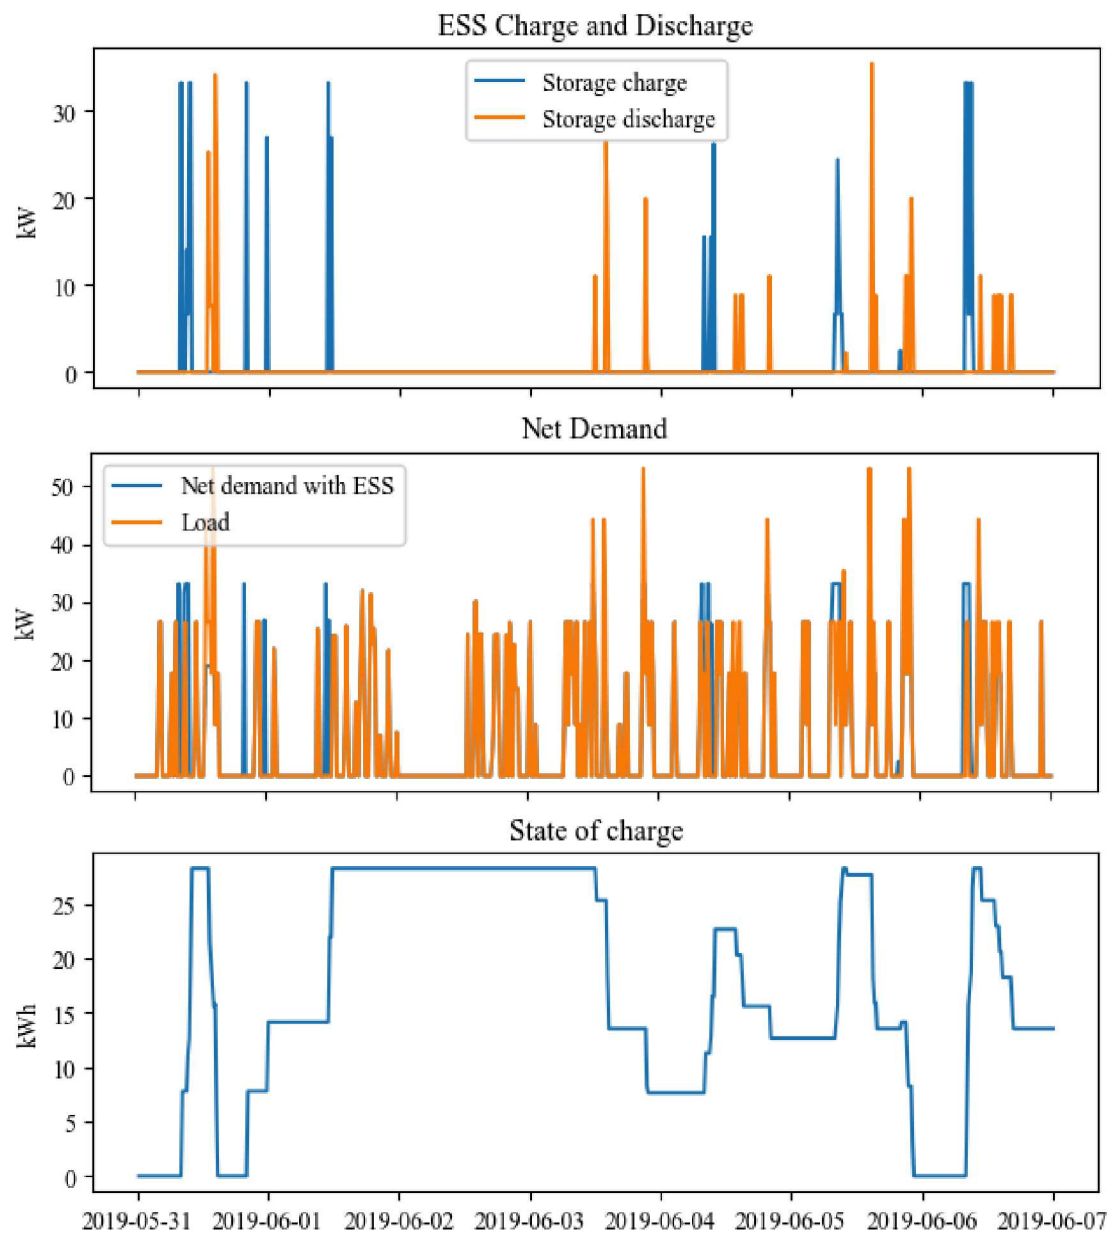 ESS Charge and Discharge
Storage charge
Storage discharge
30
20
10
0
kW
Net Demand
Net demand with ESS
Load
50
40
30
20
10
0
kW
State of charge
25
20
15
10
5
0
kWh
2019-05-31 2019-06-01 2019-06-02 2019-06-03 2019-06-04 2019-06-05 2019-06-06 2019-06-07